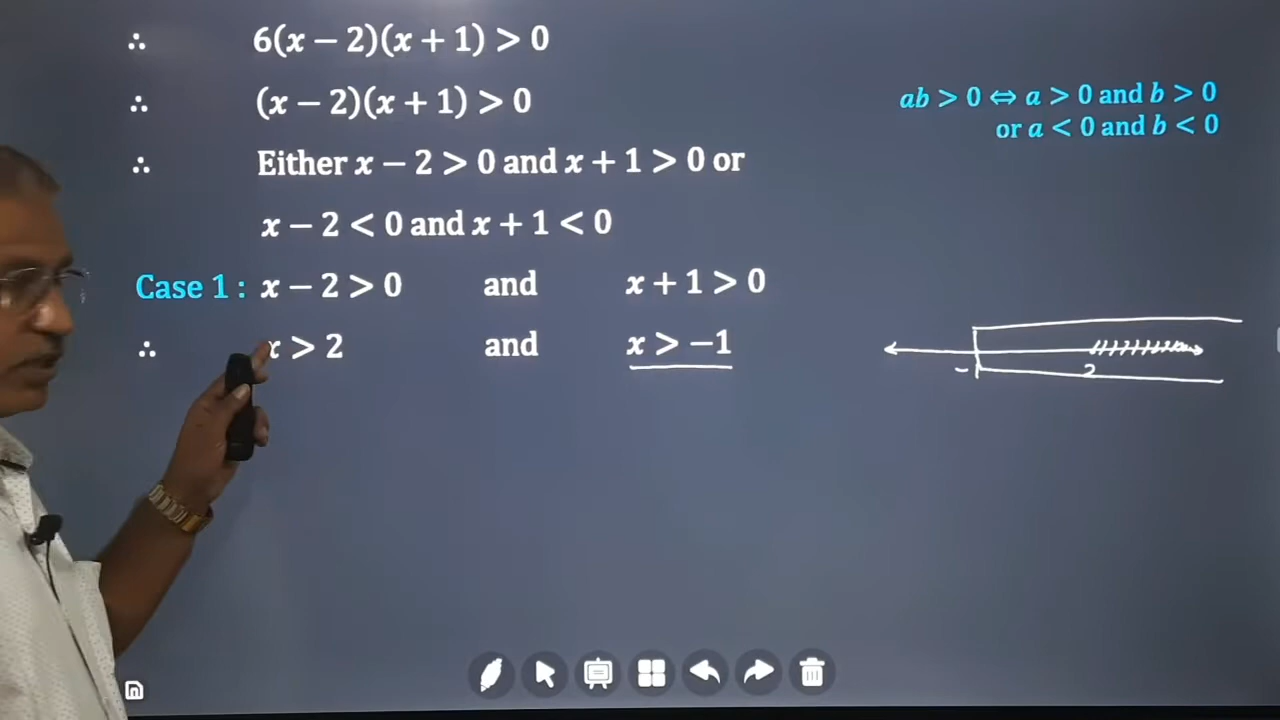 ∴ 6(x − 2)(x + 1) > 0
∴ (x − 2)(x + 1) > 0
ab > 0 ⇔ a > 0 and b > 0
or a < 0 and b < 0
∴ Either x − 2 > 0 and x + 1 > 0 or
x − 2 < 0 and x + 1 < 0
Case 1 : x − 2 > 0 and x + 1 > 0
∴ x > 2 and x > −1
-1 2